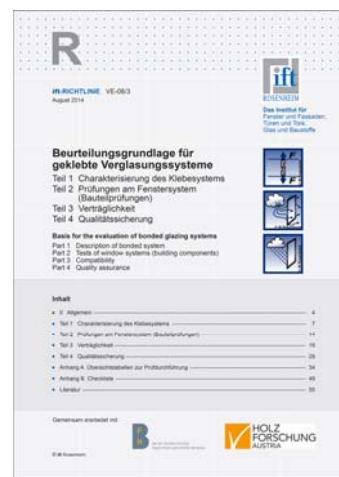 R
ift-RICHTLINIE VE-08/3
August 2014
ift
ROSENHEIM
Das Institut für
Fenster und Fassaden,
Türen und Tore,
Glas und Baustoffe
Beurteilungsgrundlage für
geklebte Verglasungssysteme
Teil 1 Charakterisierung des Klebesystems
Teil 2 Prüfungen am Fenstersystem
(Bauteilprüfungen)
Teil 3 Verträglichkeit
Teil 4 Qualitätssicherung
Basis for the evaluation of bonded glazing systems
Part 1 Description of bonded system
Part 2 Tests of window systems (building components)
Part 3 Compatibility
Part 4 Quality assurance
Inhalt
0 Allgemein 4
Teil 1 Charakterisierung des Klebesystems 7
Teil 2 Prüfungen am Fenstersystem (Bauteilprüfungen) 14
Teil 3 Verträglichkeit
Teil 4 Qualitätssicherung
Anhang A Übersichtstabellen zur Prüfdurchführung
Anhang B Checkliste
Literatur
Gemeinsam erarbeitet mit
HOLZ
FORSCHUNG
AUSTRIA
© ift Rosenheim